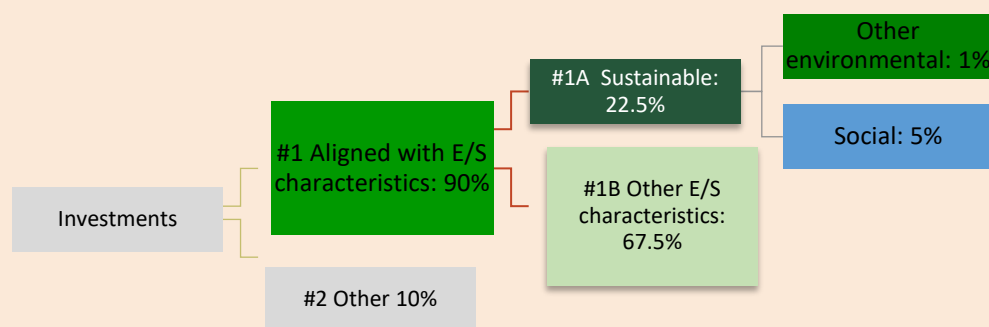 Investments
#1 Aligned with E/S
characteristics: 90%
#2 Other 10%
#1A  Sustainable:
22.5%
#1B Other E/S
characteristics:
67.5%
Other
environmental: 1%
Social: 5%